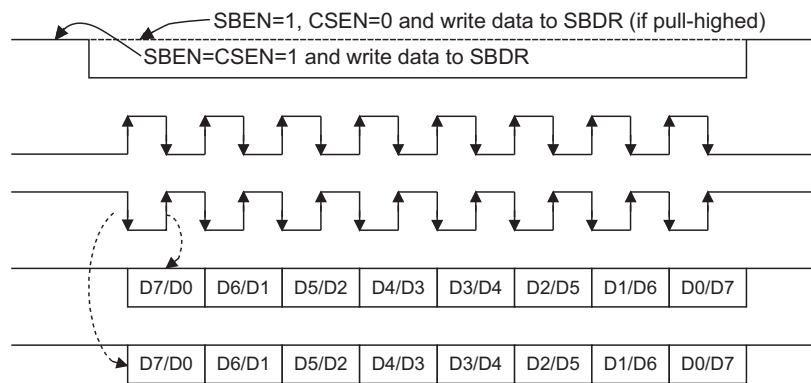 SBEN=1, CSEN=0 and write data to SBDR (if pull-highed)
SBEN=CSEN=1 and write data to SBDR
D7/D0 D6/D1 D5/D2 D4/D3 D3/D4 D2/D5 D1/D6 D0/D7
D7/D0 D6/D1 D5/D2 D4/D3 D3/D4 D2/D5 D1/D6 D0/D7